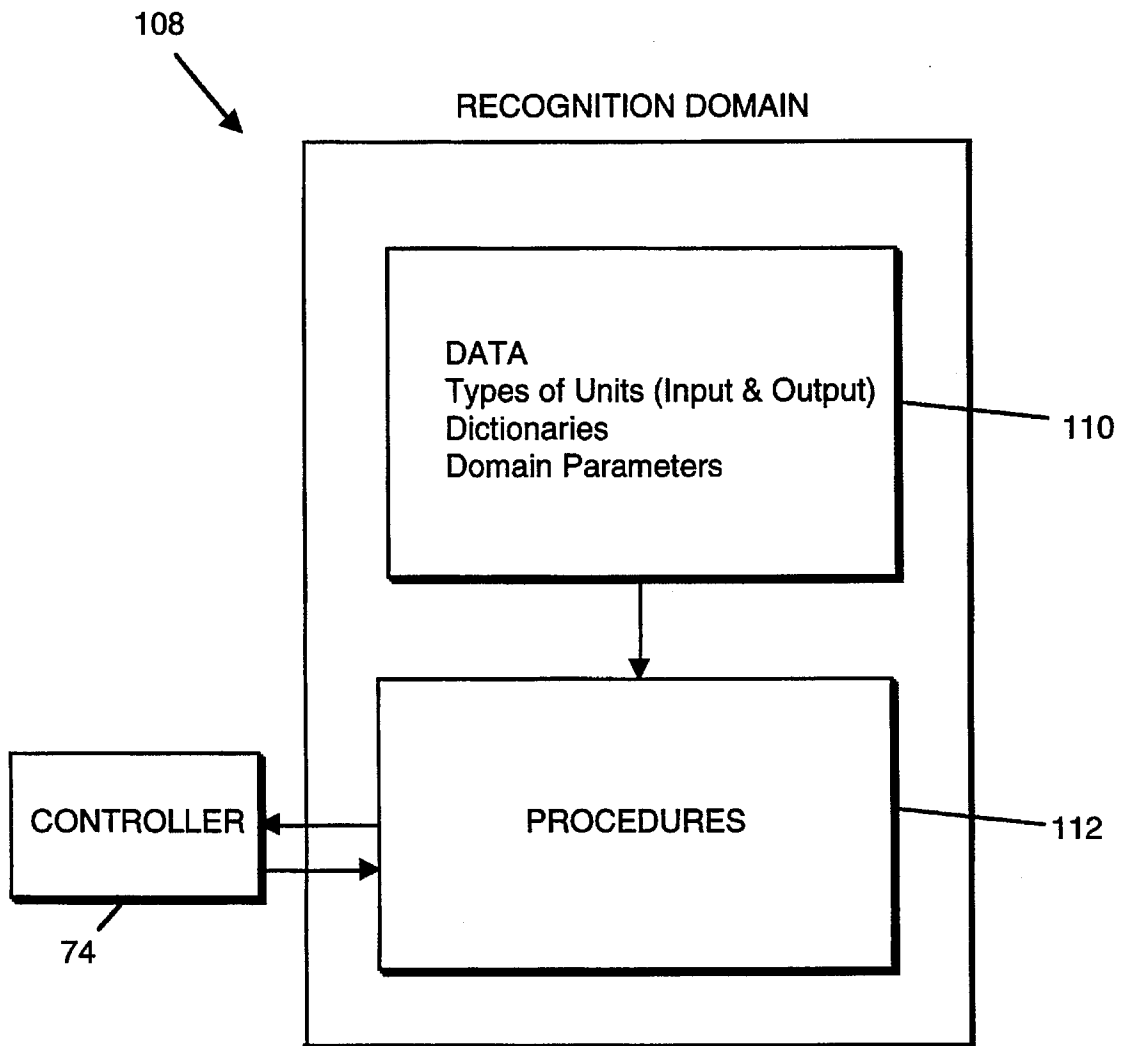 108
RECOGNITION DOMAIN
DATA
Types of Units (Input & Output)
Dictionaries
Domain Parameters
110
CONTROLLER
PROCEDURES
112
74